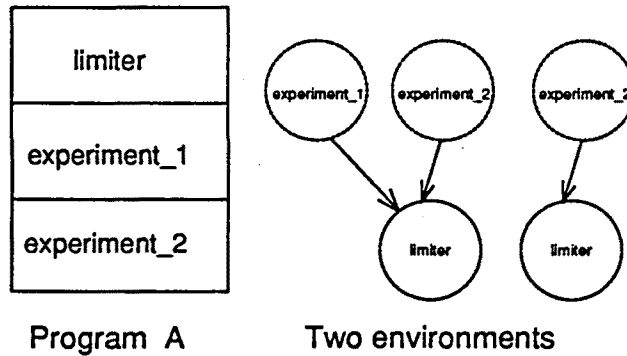 limiter
experiment_1
experiment_2
Program A
experiment_1
experiment_2
experiment_2
limiter
limiter
Two environments